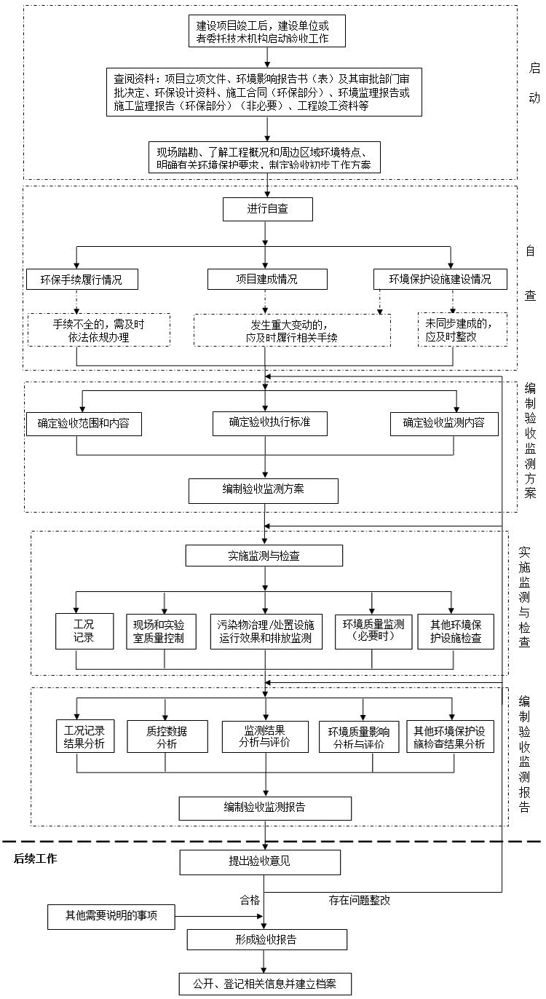 建设项目竣工后，建设单位或
者委托技术机构启动验收工作
启
动
查阅资料：项目立项文件、环境影响报告书（表）及其审批部门审
批决定、环保设计资料、施工合同（环保部分）、环境监理报告或
施工监理报告（环保部分）（非必要）、工程竣工资料等
现场踏勘、了解工程概况和周边区域环境特点、
明确有关环境保护要求，制定验收初步工作方案
进行自查
自
查
环保手续履行情况
项目建成情况
环境保护设施建设情况
手续不全的，需及时
依法依规办理
发生重大变动的，
应及时履行相关手续
未同步建成的，
应及时整改
编
制
验
收
监
测
方
案
确定验收范围和内容
确定验收执行标准
确定验收监测内容
编制验收监测方案
实
施
监
测
与
检
查
实施监测与检查
工况
记录
现场和实验
室质量控制
污染物治理/处置设施
运行效果和排放监测
环境质量监测
（必要时）
其他环境保
护设施检查
编
制
验
收
监
测
报
告
工况记录
结果分析
质控数据
分析
监测结果
分析与评价
环境质量影响
分析与评价
其他环境保护设
施检查结果分析
编制验收监测报告
后续工作
提出验收意见
合格
存在问题整改
其他需要说明的事项
形成验收报告
公开、登记相关信息并建立档案